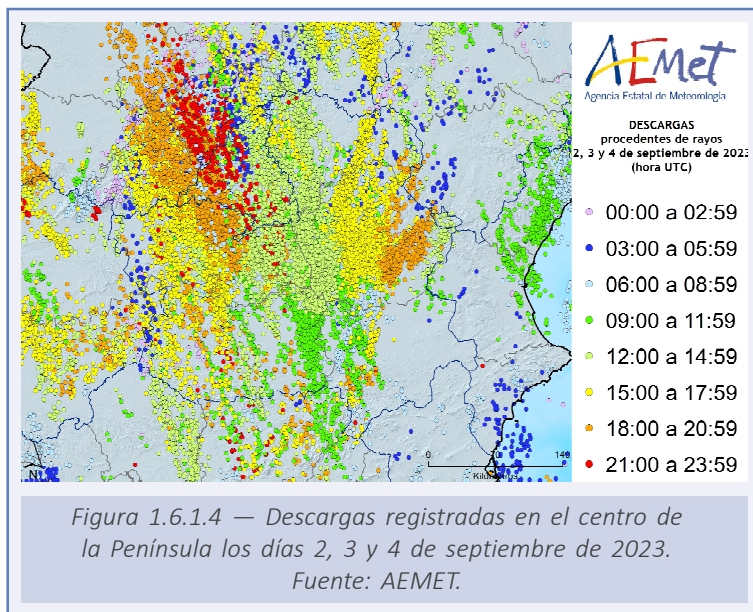 AEMet
Agencia Estatal de Meteorología
DESCARGAS
procedentes de rayos
2, 3 y 4 de septiembre de 2023
(hora UTC)
00:00 a 02:59
03:00 a 05:59
06:00 a 08:59
09:00 a 11:59
12:00 a 14:59
15:00 a 17:59
18:00 a 20:59
21:00 a 23:59
N
0 70 140
Kilómetros
Figura 1.6.1.4 — Descargas registradas en el centro de
la Península los días 2, 3 y 4 de septiembre de 2023.
Fuente: AEMET.